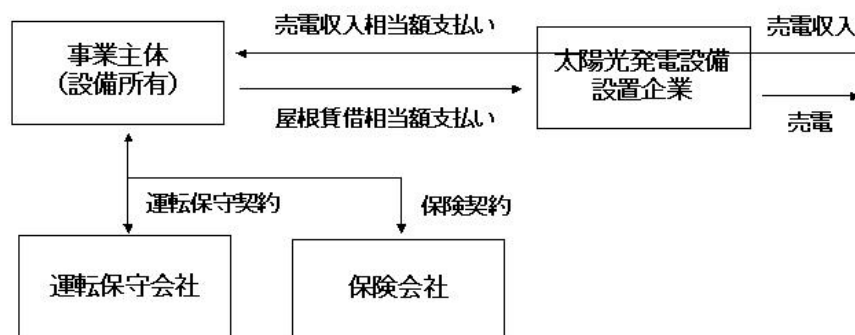 売電収入相当額支払い
売電収入
事業主体
(設備所有)
太陽光発電設備
設置企業
屋根賃借相当額支払い
売電
運転保守契約
保険契約
運転保守会社
保険会社